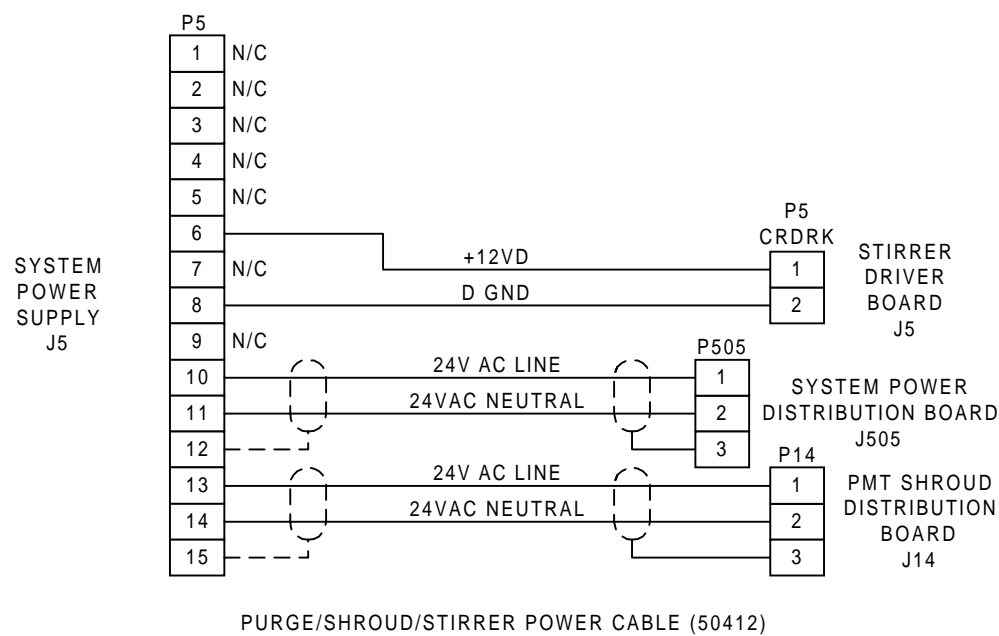 P5
1 N/C
2 N/C
3 N/C
4 N/C
5 N/C
6
7 N/C
8
9 N/C
10
11
12
13
14
15
SYSTEM
POWER
SUPPLY
J5
+12VD
D GND
P5
CRDRK
1
2
STIRRER
DRIVER
BOARD
J5
24V AC LINE
24VAC NEUTRAL
P505
1
2
3
SYSTEM POWER
DISTRIBUTION BOARD
J505
24V AC LINE
24VAC NEUTRAL
P14
1
2
3
PMT SHROUD
DISTRIBUTION
BOARD
J14
PURGE/SHROUD/STIRRER POWER CABLE (50412)